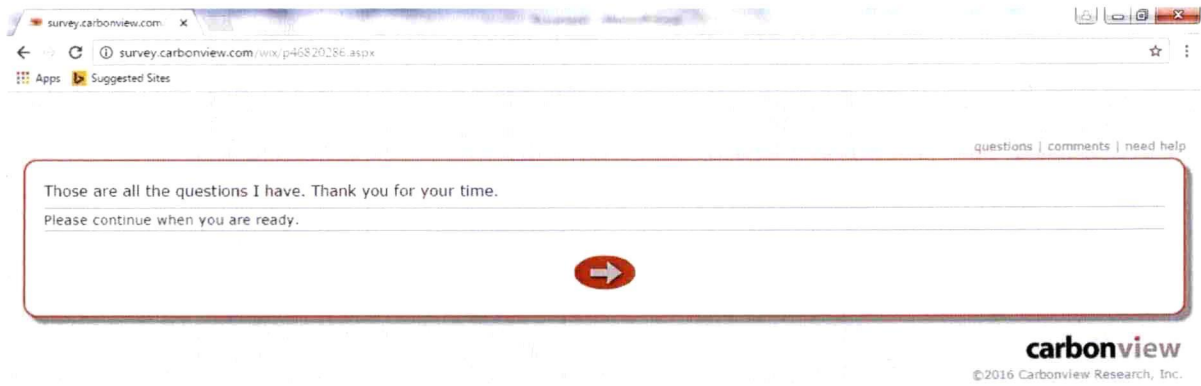 survey.carbonview.com
survey.carbonview.com/wix/p46820286.aspx
Apps Suggested Sites
questions | comments | need help
Those are all the questions I have. Thank you for your time.
Please continue when you are ready.
carbonview
©2016 Carbonview Research, Inc.